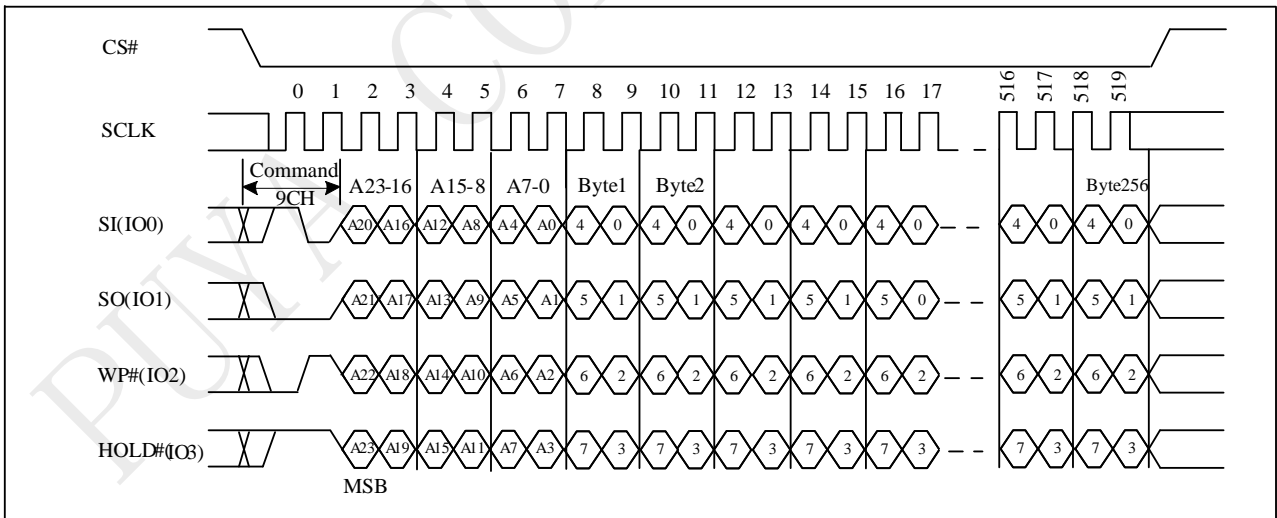 PUYA CO
CS#
0 1 2 3 4 5 6 7 8 9 10 11 12 13 14 15 16 17 516 517 518 519
SCLK
Command
9CH
A23-16 A15-8 A7-0 Byte1 Byte2 Byte256
SI(IO0) A20 A16 A12 A8 A4 A0 4 0 4 0 4 0 4 0 4 0 4 0 4 0
SO(IO1) A21 A17 A13 A9 A5 A1 5 1 5 1 5 1 5 1 5 0 5 1 5 1
WP#(IO2) A22 A18 A14 A10 A6 A2 6 2 6 2 6 2 6 2 6 2 6 2 6 2
HOLD#(IO3) A23 A19 A15 A11 A7 A3 7 3 7 3 7 3 7 3 7 3 7 3 7 3
MSB